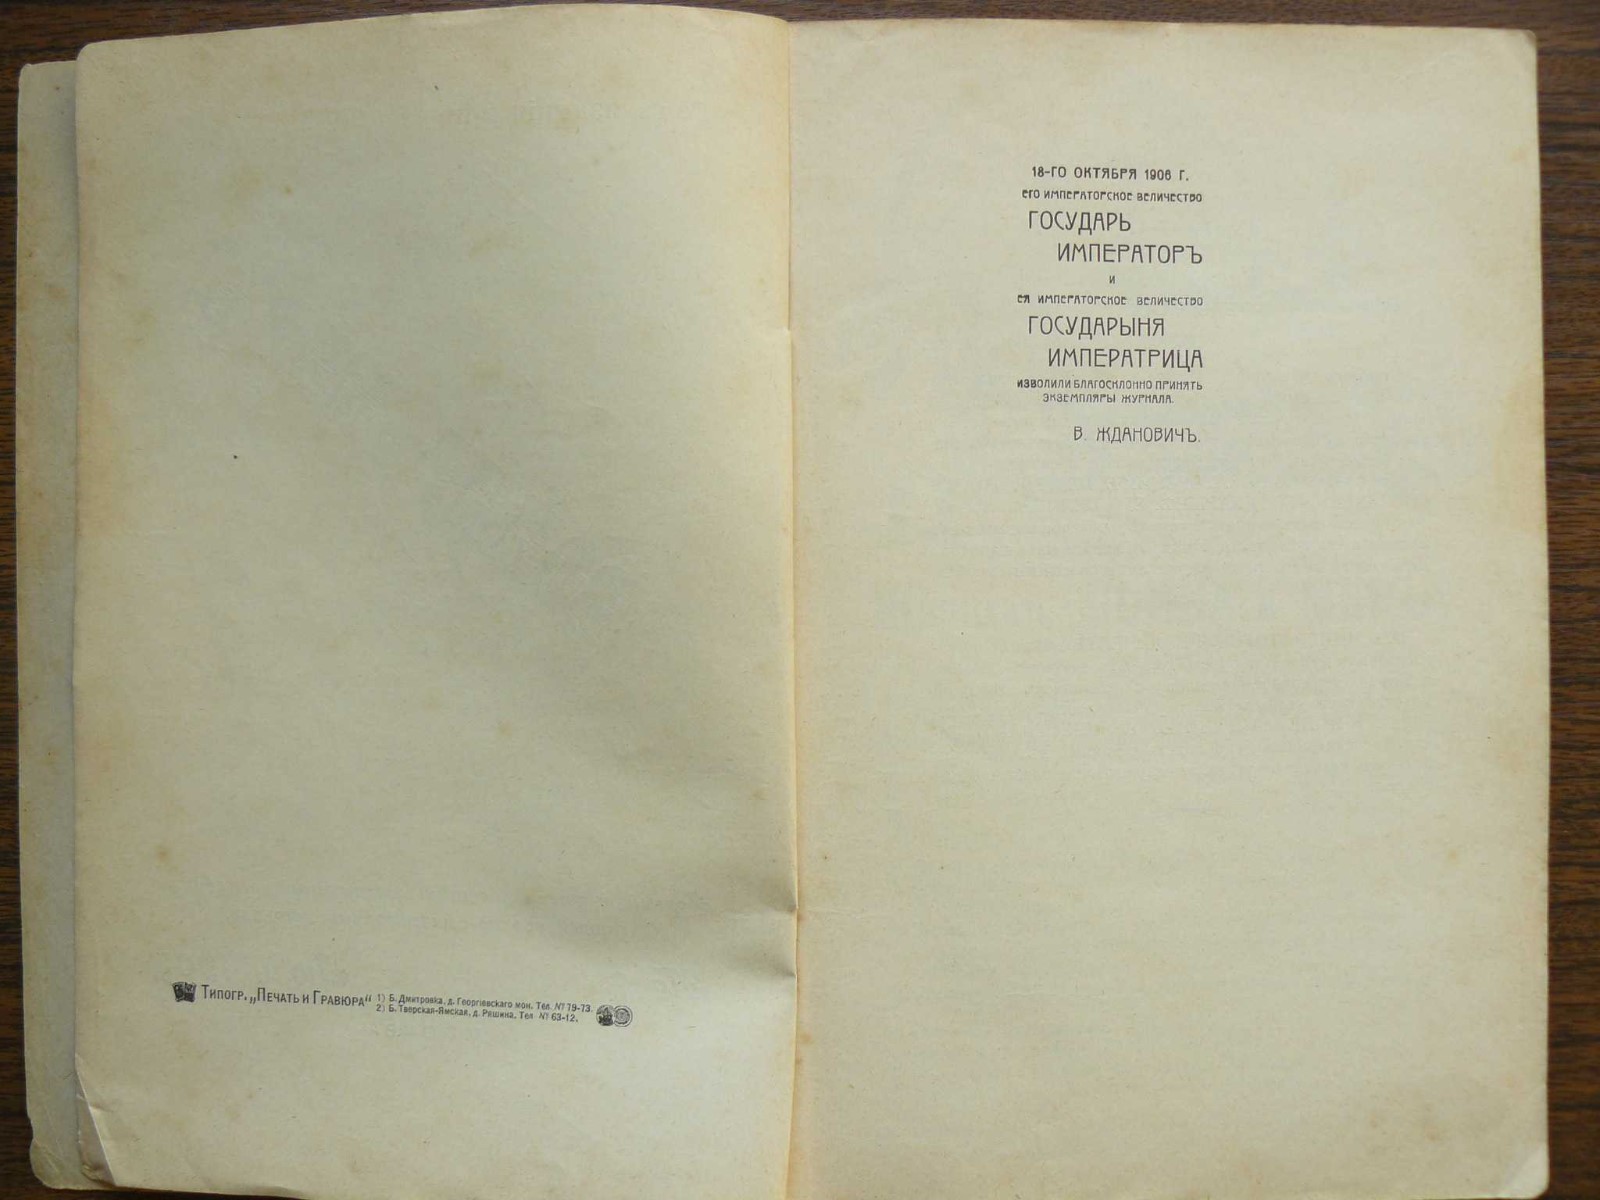 Типогр. „Печать и Гравюра“ 1) Б. Дмитровка, д. Георгіевскаго мон. Тел. № 79-73.
2) Б. Тверская-Ямская, д. Ряшина. Тел № 63-12.
18-ГО ОКТЯБРЯ 1906 Г.
ЕГО ИМПЕРАТОРСКОЕ ВЕЛИЧЕСТВО
ГОСУДАРЬ
ИМПЕРАТОРЪ
И
ЕЯ ИМПЕРАТОРСКОЕ ВЕЛИЧЕСТВО
ГОСУДАРЫНЯ
ИМПЕРАТРИЦА
ИЗВОЛИЛИ БЛАГОСКЛОННО ПРИНЯТЬ
ЭКЗЕМПЛЯРЫ ЖУРНАЛА.
В. ЖДАНОВИЧЪ.